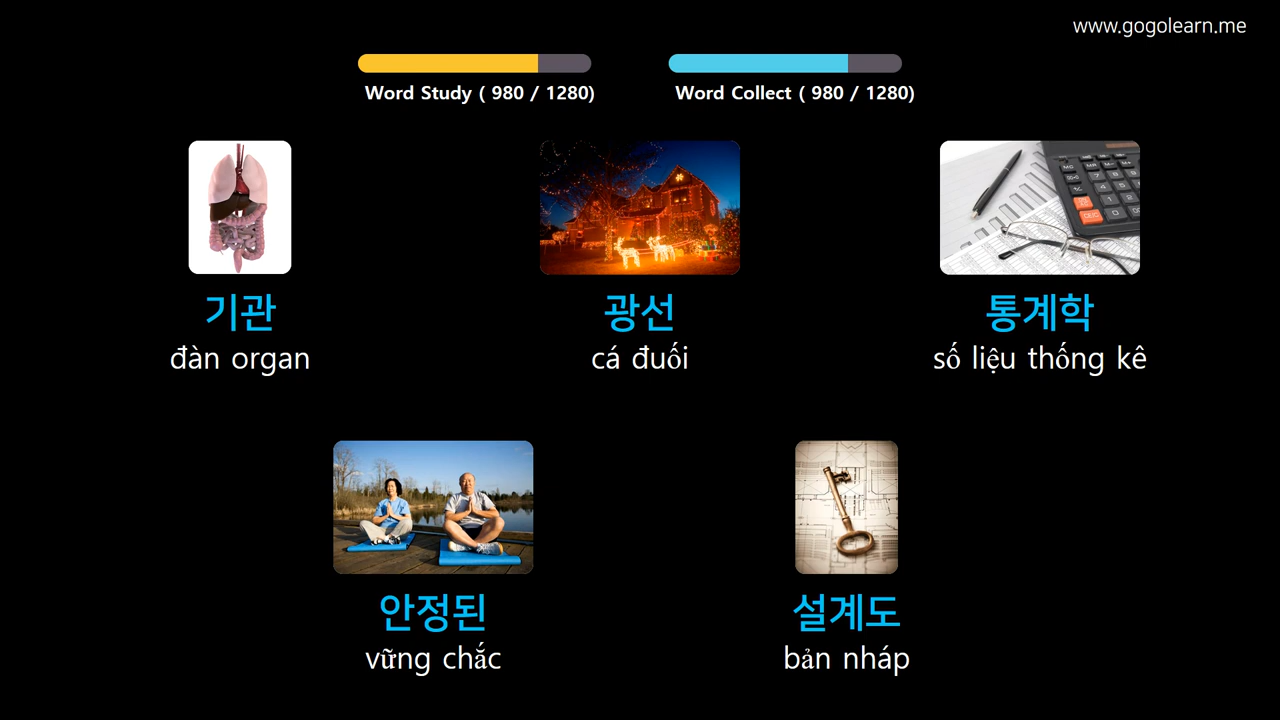 www.gogolearn.me
Word Study ( 980 / 1280)
Word Collect ( 980 / 1280)
기관
đàn organ
광선
cá đuối
통계학
số liệu thống kê
안정된
vững chắc
설계도
bản nháp